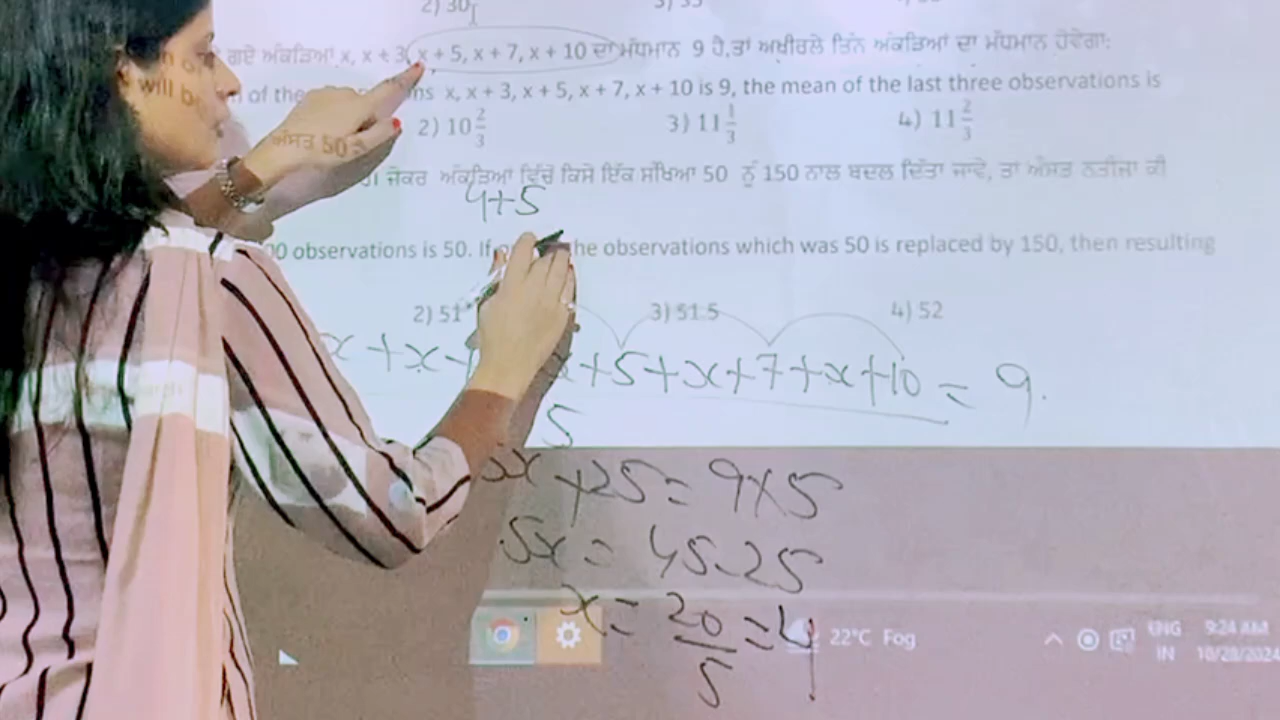 2) 30
ਗਏ ਅੰਕੜਿਆਂ x, x + 3, x + 5, x + 7, x + 10 ਦਾ ਮੱਧਮਾਨ 9 ਹੈ,ਤਾਂ ਅਖੀਰਲੇ ਤਿੰਨ ਅੰਕੜਿਆਂ ਦਾ ਮੱਧਮਾਨ ਹੋਵੇਗਾ:
of the x, x + 3, x + 5, x + 7, x + 10 is 9, the mean of the last three observations is
will
2) 10 2/3 3) 11 1/3 4) 11 2/3
ਅੰਸਤ 50
ਜੇਕਰ ਅੰਕੜਿਆਂ ਵਿੱਚੋਂ ਕਿਸੇ ਇੱਕ ਸੰਖਿਆ 50 ਨੂੰ 150 ਨਾਲ ਬਦਲ ਦਿੱਤਾ ਜਾਵੇ, ਤਾਂ ਅੰਸਤ ਨਤੀਜਾ ਕੀ
4+5
observations is 50. If the observations which was 50 is replaced by 150, then resulting
2) 51 3) 51.5 4) 52
x + x + x + 5 + x + 7 + x + 10 = 9.
5
5x + 25 = 9 x 5
5x = 45 - 25
x = 20/5 = 4
22°C Fog ENG 9:24 AM
IN 10/28/2024